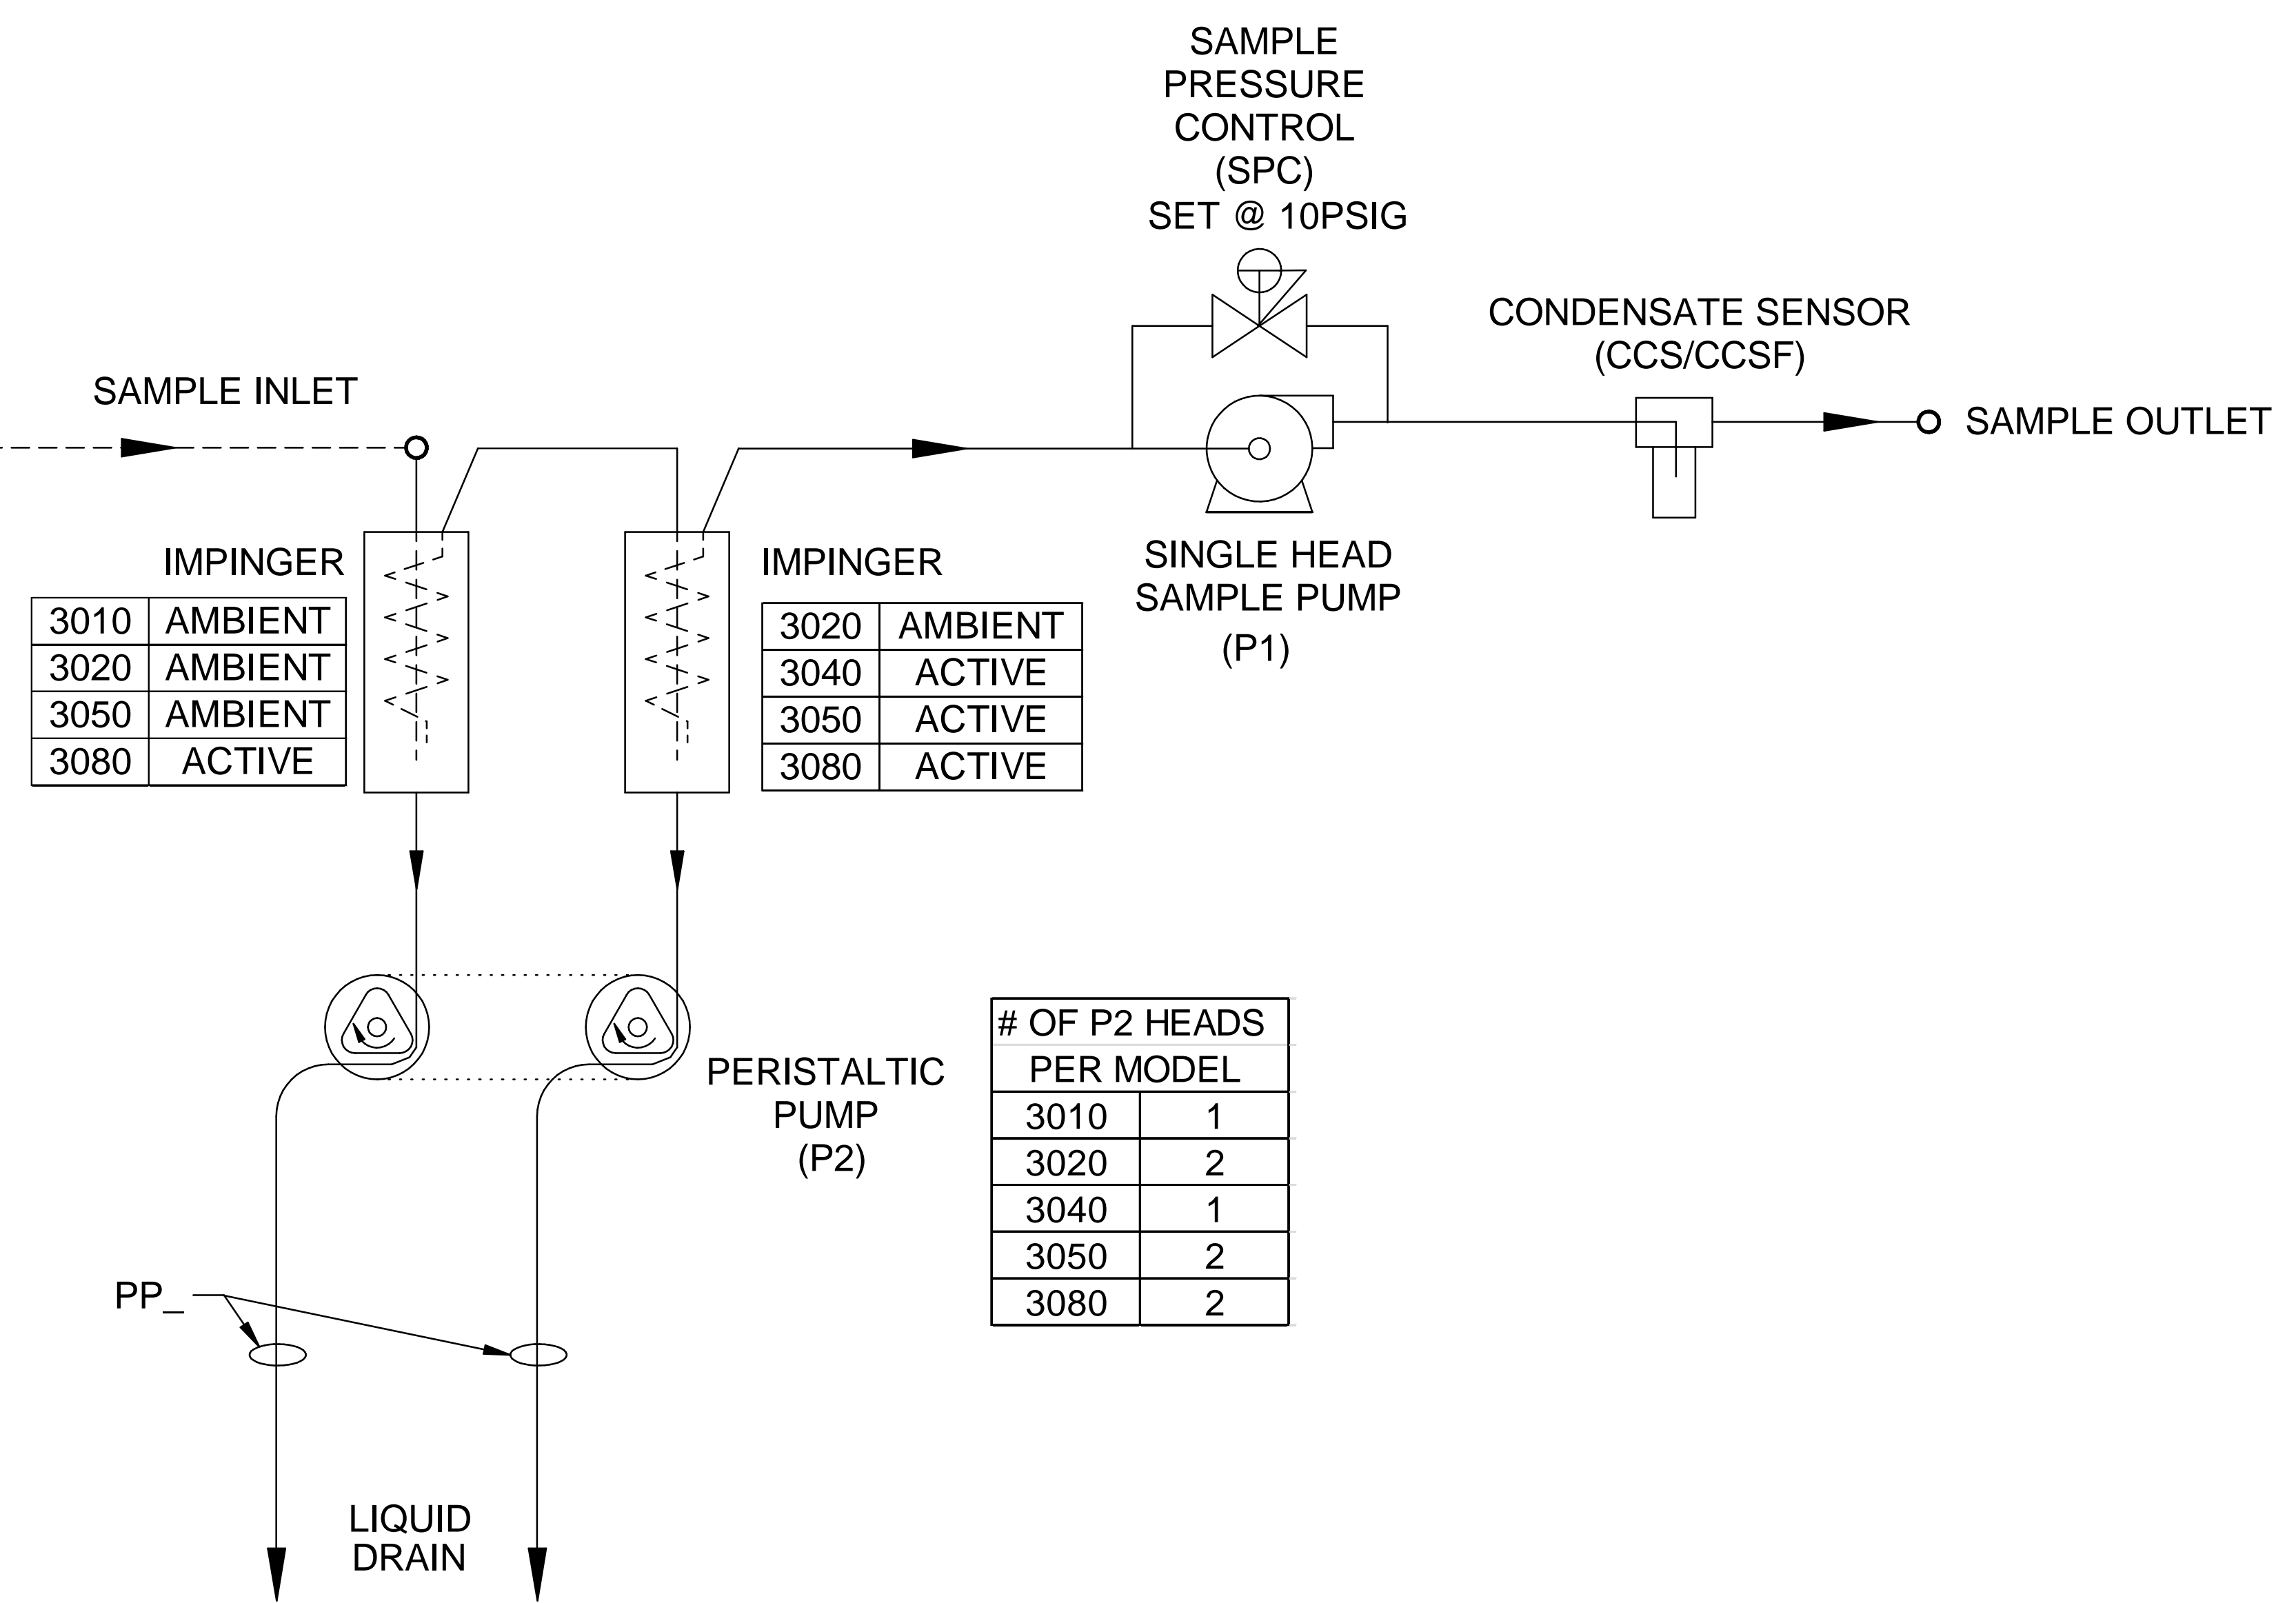 SAMPLE
PRESSURE
CONTROL
(SPC)
SET @ 10PSIG
CONDENSATE SENSOR
(CCS/CCSF)
SAMPLE INLET
SAMPLE OUTLET
IMPINGER
3010 AMBIENT
3020 AMBIENT
3050 AMBIENT
3080 ACTIVE
IMPINGER
3020 AMBIENT
3040 ACTIVE
3050 ACTIVE
3080 ACTIVE
SINGLE HEAD
SAMPLE PUMP
(P1)
PERISTALTIC
PUMP
(P2)
# OF P2 HEADS
PER MODEL
3010 1
3020 2
3040 1
3050 2
3080 2
PP_
LIQUID
DRAIN